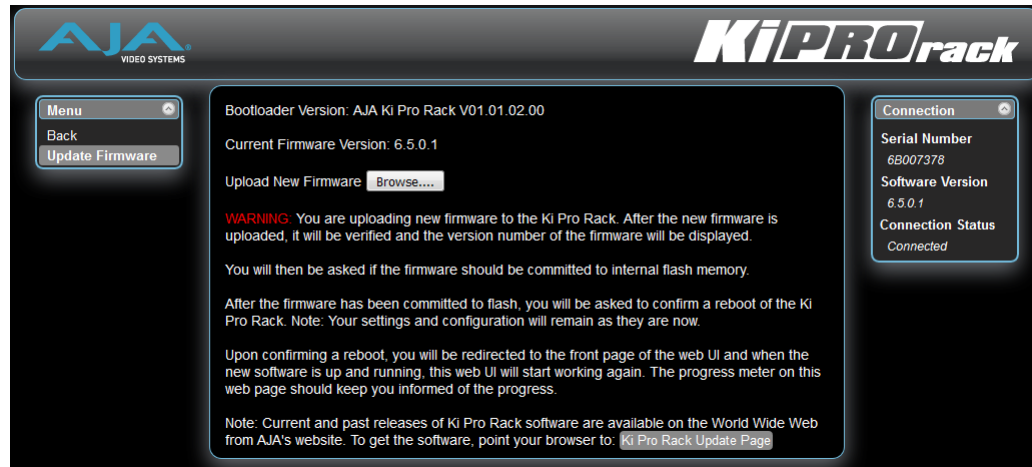 AJA
VIDEO SYSTEMS
KiPROrack
Menu
Back
Update Firmware
Bootloader Version: AJA Ki Pro Rack V01.01.02.00
Current Firmware Version: 6.5.0.1
Upload New Firmware Browse....
WARNING: You are uploading new firmware to the Ki Pro Rack. After the new firmware is
uploaded, it will be verified and the version number of the firmware will be displayed.
You will then be asked if the firmware should be committed to internal flash memory.
After the firmware has been committed to flash, you will be asked to confirm a reboot of the Ki
Pro Rack. Note: Your settings and configuration will remain as they are now.
Upon confirming a reboot, you will be redirected to the front page of the web UI and when the
new software is up and running, this web UI will start working again. The progress meter on this
web page should keep you informed of the progress.
Note: Current and past releases of Ki Pro Rack software are available on the World Wide Web
from AJA's website. To get the software, point your browser to: Ki Pro Rack Update Page
Connection
Serial Number
6B007378
Software Version
6.5.0.1
Connection Status
Connected